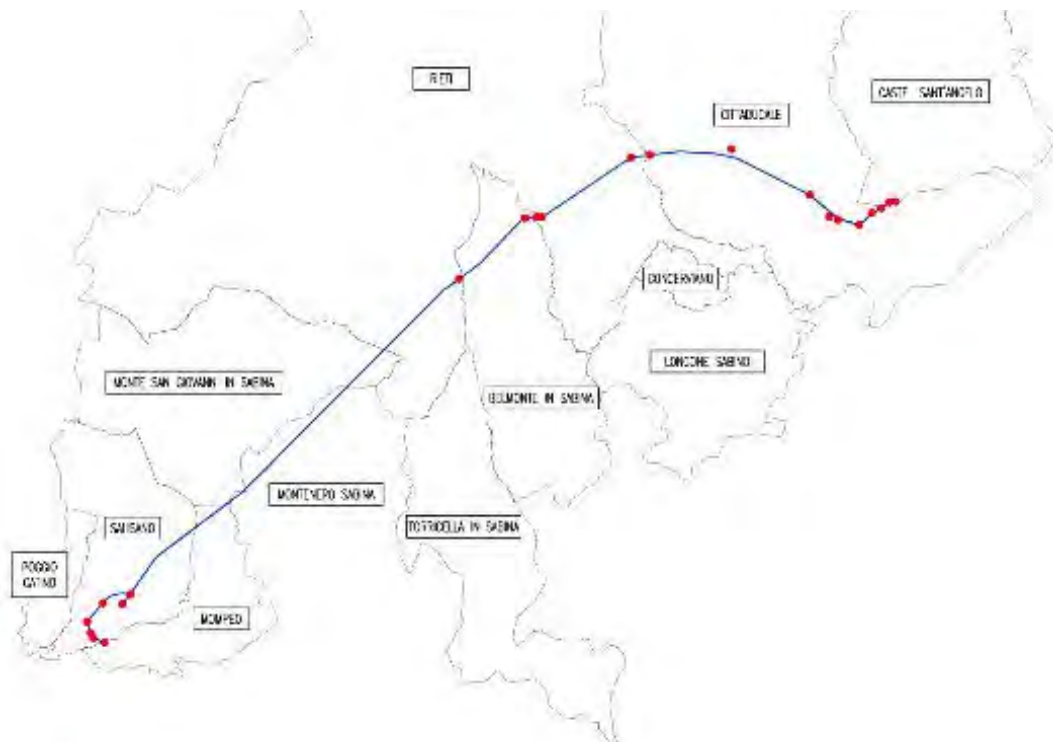 RIETI
CASTEL SANT'ANGELO
CITTADUCALE
CONCERVIANO
LONGONE SABINO
MONTE SAN GIOVANNI IN SABINA
BELMONTE IN SABINA
MONTENERO SABINA
SALISANO
TORRICELLA IN SABINA
POGGIO
CATINO
MOMPEO